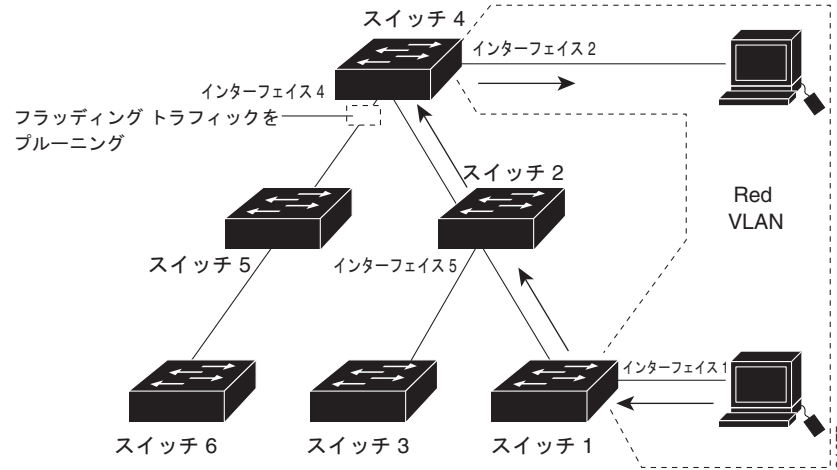 スイッチ 4
インターフェイス 2
インターフェイス 4
フラッディング トラフィックを
プルーニング
スイッチ 2
Red
VLAN
スイッチ 5
インターフェイス 5
インターフェイス 1
スイッチ 6
スイッチ 3
スイッチ 1